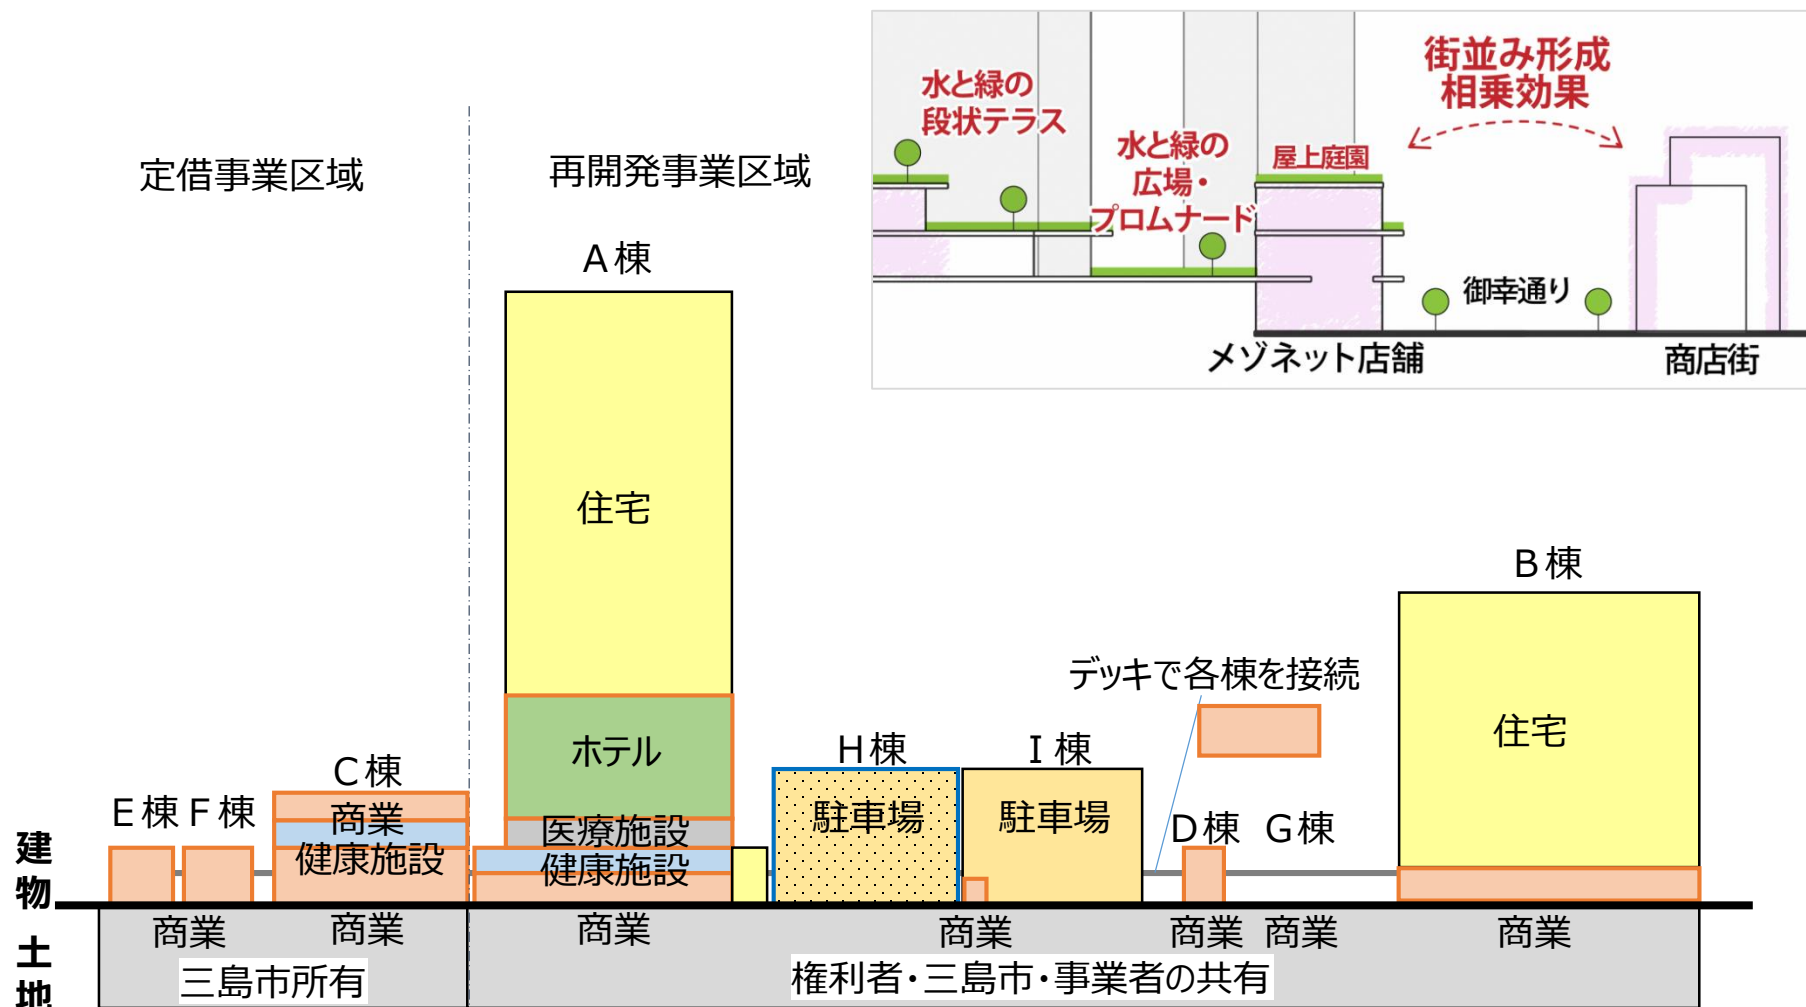 水と緑の
段状テラス
水と緑の
広場・
プロムナード
屋上庭園
街並み形成
相乗効果
御幸通り
メゾネット店舗
商店街
定借事業区域
再開発事業区域
A棟
住宅
ホテル
医療施設
健康施設
商業
E棟
F棟
C棟
商業
健康施設
商業
商業
H棟
駐車場
I棟
駐車場
商業
デッキで各棟を接続
D棟
G棟
商業
商業
B棟
住宅
商業
建物
土地
三島市所有
権利者・三島市・事業者の共有